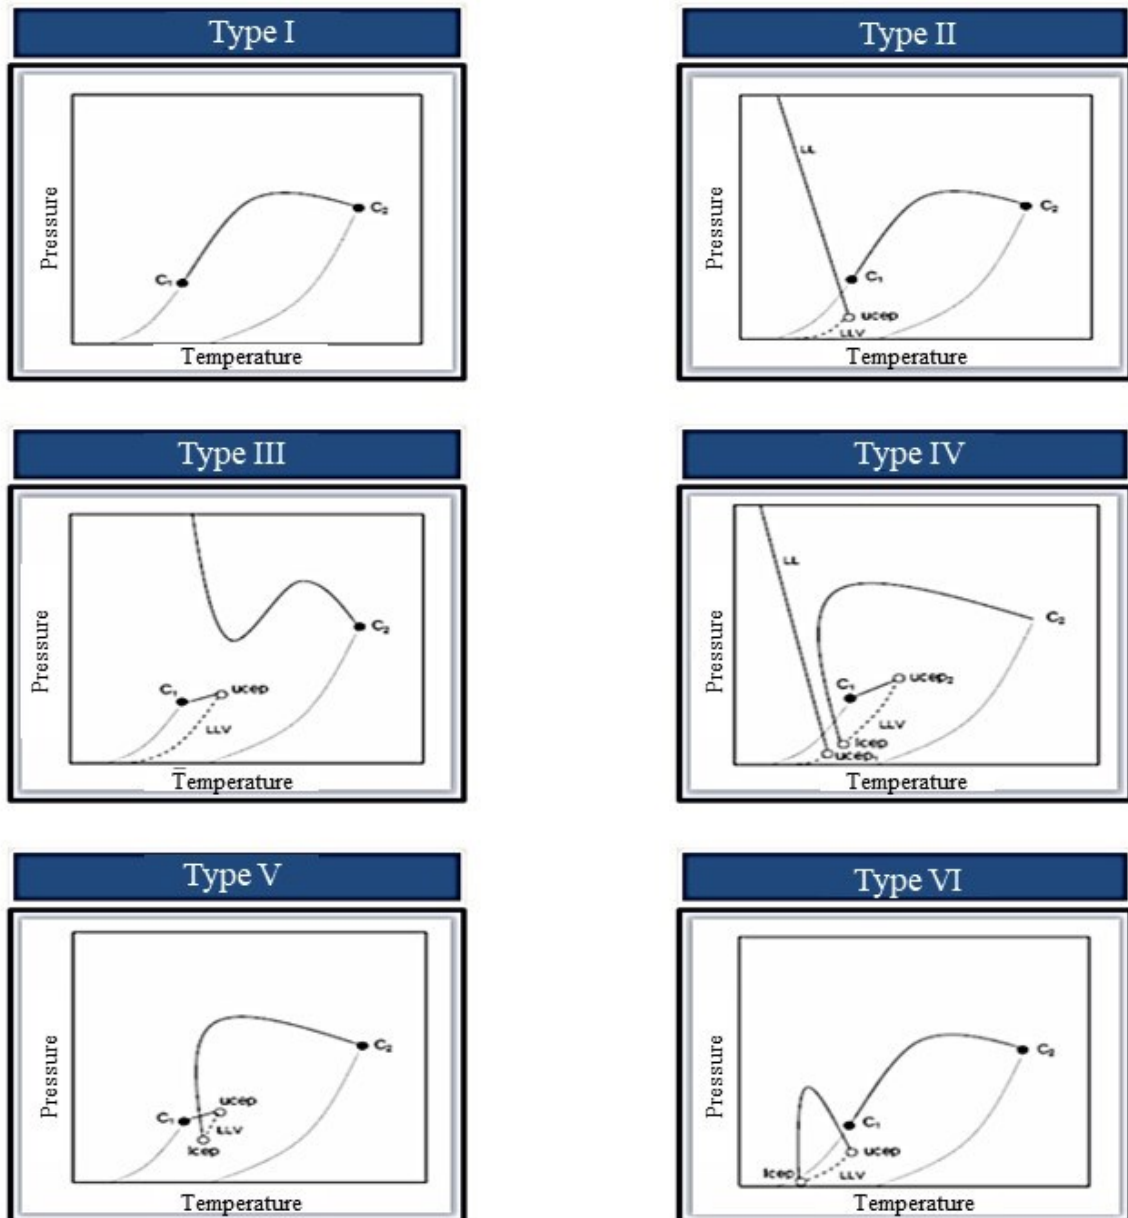 Type I
Pressure
C₁
C₂
Temperature
Type II
Pressure
LL
C₁
C₂
ucep
LLV
Temperature
Type III
Pressure
C₁
ucep
C₂
LLV
Temperature
Type IV
Pressure
LL
C₂
C₁
ucep₂
LLV
lcep
ucep₁
Temperature
Type V
Pressure
C₂
ucep
C₁
LLV
lcep
Temperature
Type VI
Pressure
C₂
C₁
ucep
lcep
LLV
Temperature